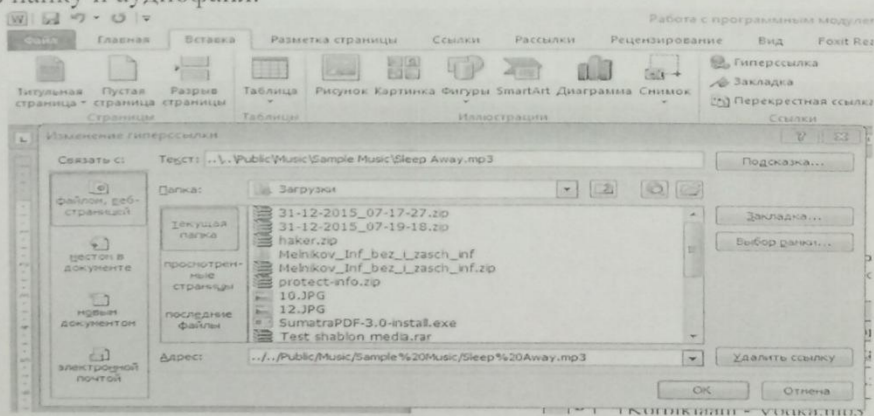 папку и аудиофайл.
Работа с программным модулем
Файл Главная Вставка Разметка страницы Ссылки Рассылки Рецензирование Вид Foxit Rea
Титульная страница Пустая страница Разрыв страницы
Таблица Рисунок Картинка Фигуры SmartArt Диаграмма Снимок
Гиперссылка
Закладка
Перекрестная ссылка
Страницы Таблицы Иллюстрации Ссылки
Изменение гиперссылки
Связать с: Текст: ..\..\Public\Music\Sample Music\Sleep Away.mp3 Подсказка...
файлом, веб-страницей
Папка: Загрузки
Текущая папка
31-12-2015_07-17-27.zip
31-12-2015_07-19-18.zip
Закладка...
haker.zip
Выбор рамки...
Melnikov_Inf_bez_i_zasch_inf
местом в документе
просмотренные страницы
Melnikov_Inf_bez_i_zasch_inf.zip
protect-info.zip
10.JPG
новым документом
последние файлы
12.JPG
SumatraPDF-3.0-install.exe
Test shablon media.rar
электронной почтой
Адрес: ../../Public/Music/Sample%20Music/Sleep%20Away.mp3 Удалить ссылку
OK Отмена